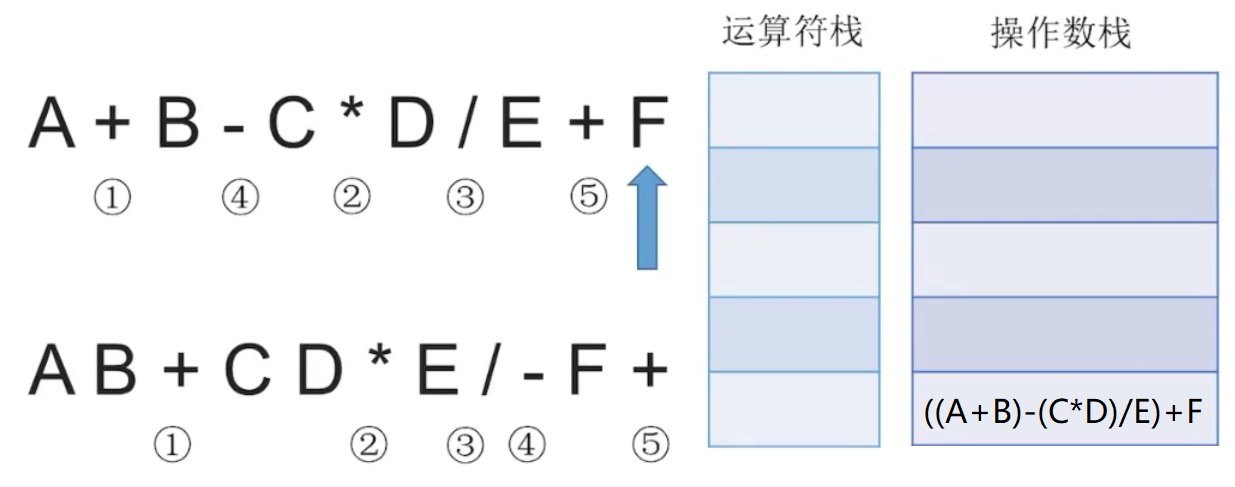 运算符栈 操作数栈
A + B - C * D / E + F
① ④ ② ③ ⑤
A B + C D * E / - F +
① ② ③ ④ ⑤
((A+B)-(C*D)/E)+F